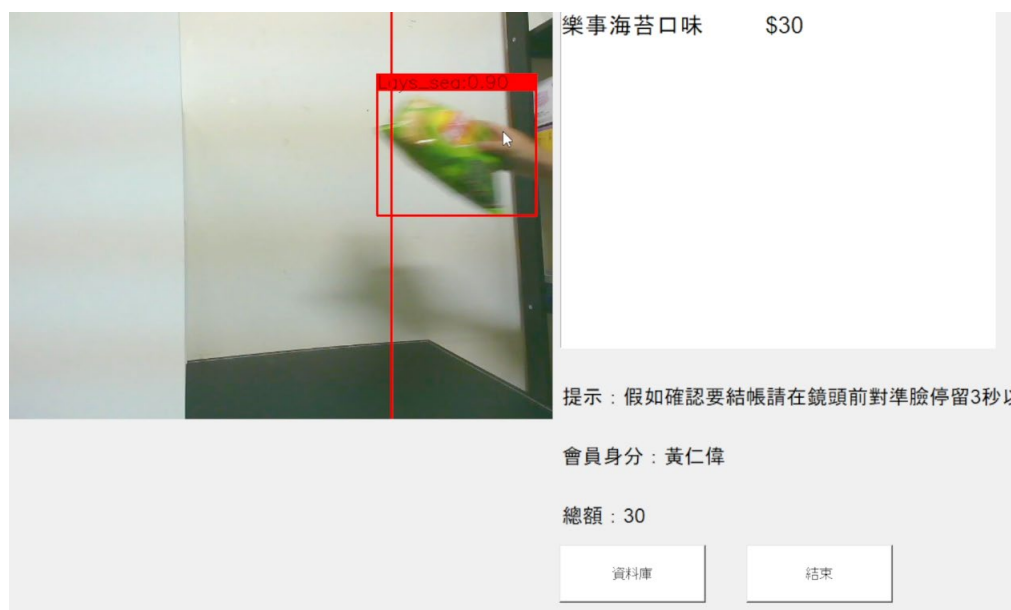 Lays_sea:0.90
樂事海苔口味 $30
提示：假如確認要結帳請在鏡頭前對準臉停留3秒
會員身分：黃仁偉
總額：30
資料庫
結束